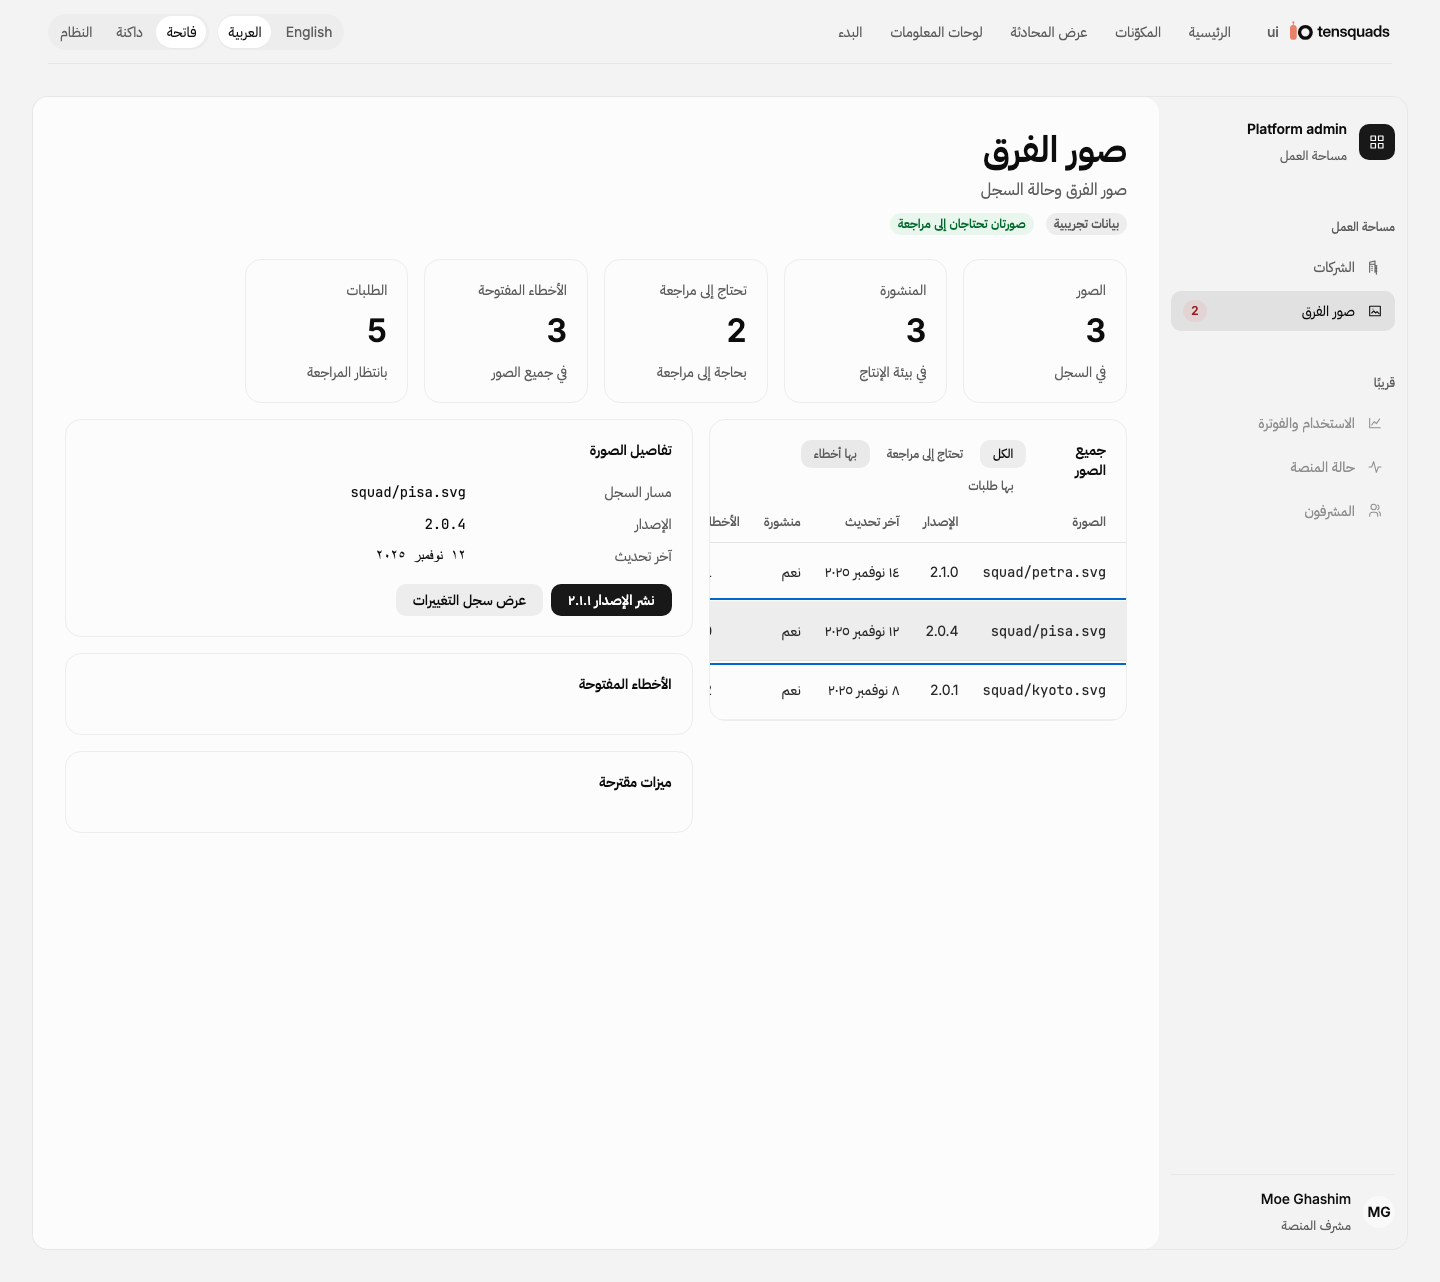 tensquads ui
الرئيسية
المكوّنات
عرض المحادثة
لوحات المعلومات
البدء
English
العربية
فاتحة
داكنة
النظام
Platform admin
مساحة العمل
مساحة العمل
الشركات
صور الفرق
2
قريبًا
الاستخدام والفوترة
حالة المنصة
المشرفون
MG
Moe Ghashim
مشرف المنصة
صور الفرق
صور الفرق وحالة السجل
بيانات تجريبية
صورتان تحتاجان إلى مراجعة
الصور
3
في السجل
المنشورة
3
في بيئة الإنتاج
تحتاج إلى مراجعة
2
بحاجة إلى مراجعة
الأخطاء المفتوحة
3
في جميع الصور
الطلبات
5
بانتظار المراجعة
جميع
الصور
الكل
تحتاج إلى مراجعة
بها أخطاء
بها طلبات
الصورة الإصدار آخر تحديث منشورة
squad/petra.svg 2.1.0 ١٤ نوفمبر ٢٠٢٥ نعم
squad/pisa.svg 2.0.4 ١٢ نوفمبر ٢٠٢٥ نعم
squad/kyoto.svg 2.0.1 ٨ نوفمبر ٢٠٢٥ نعم
تفاصيل الصورة
مسار السجل squad/pisa.svg
الإصدار 2.0.4
آخر تحديث ١٢ نوفمبر ٢٠٢٥
نشر الإصدار ٢.١.١
عرض سجل التغييرات
الأخطاء المفتوحة
ميزات مقترحة